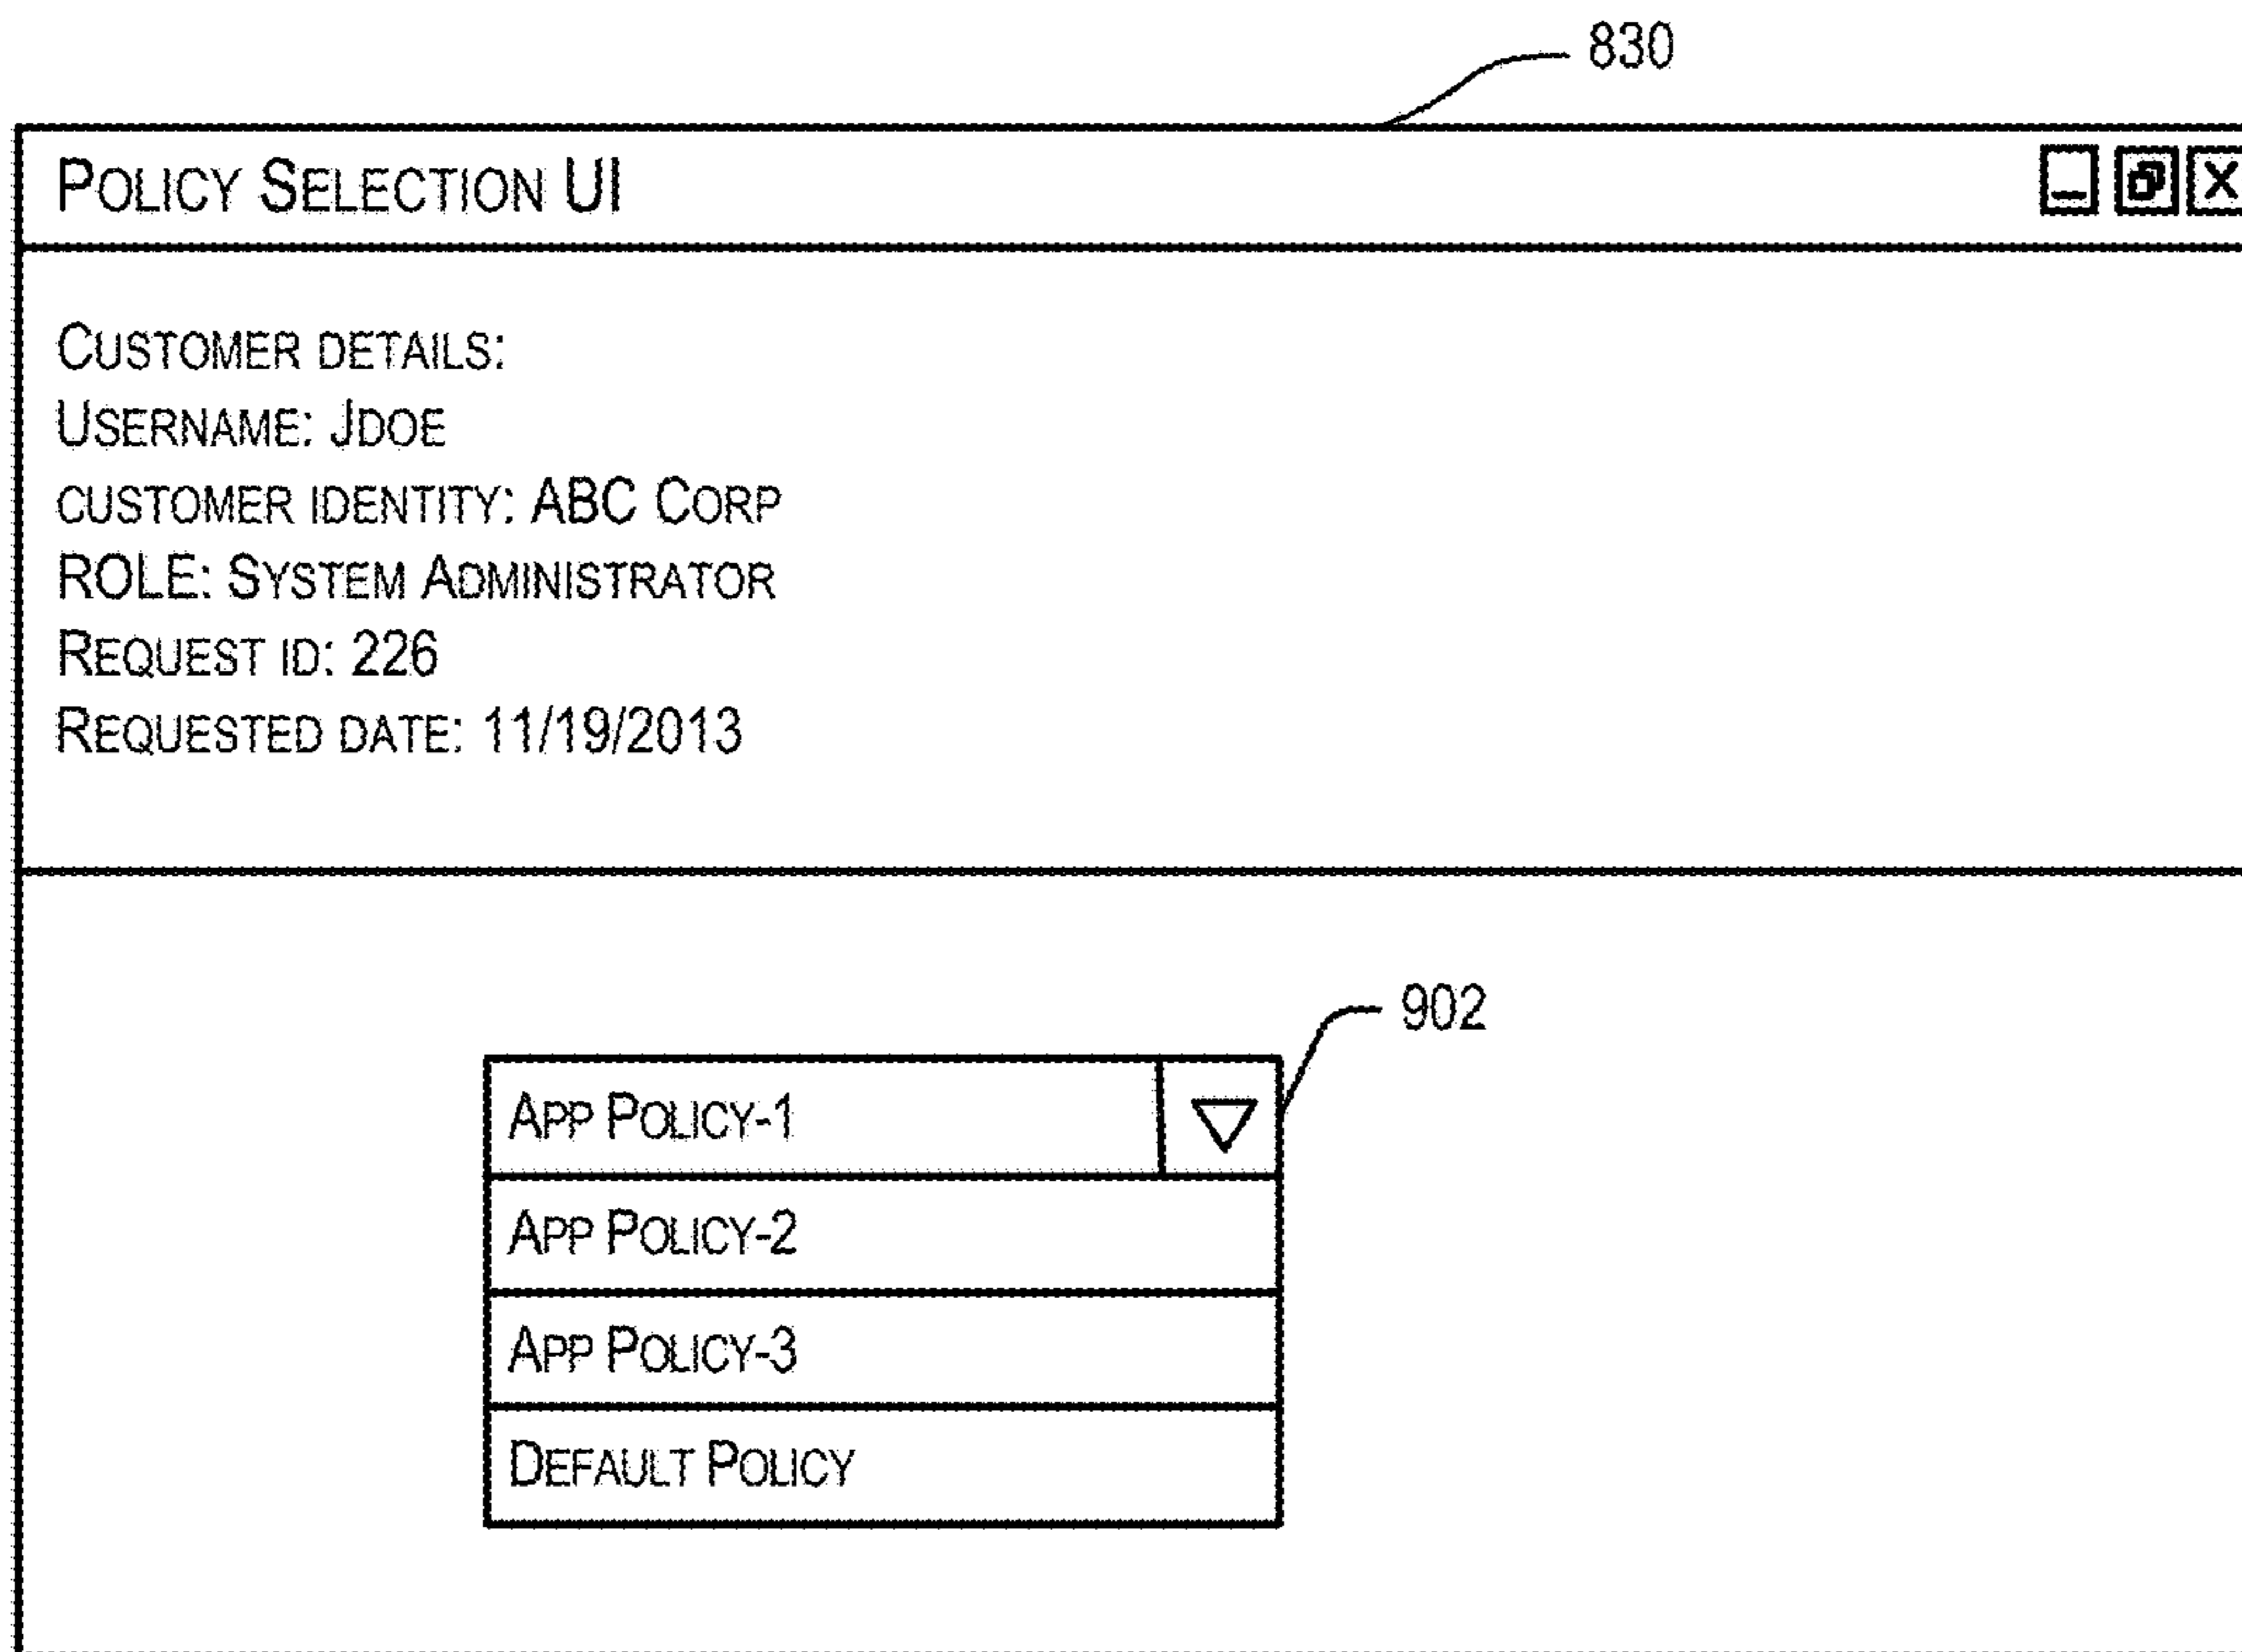 830
Policy Selection UI
Customer details:
Username: Jdoe
customer identity: ABC Corp
ROLE: System Administrator
Request id: 226
Requested date: 11/19/2013
902
App Policy-1
App Policy-2
App Policy-3
Default Policy